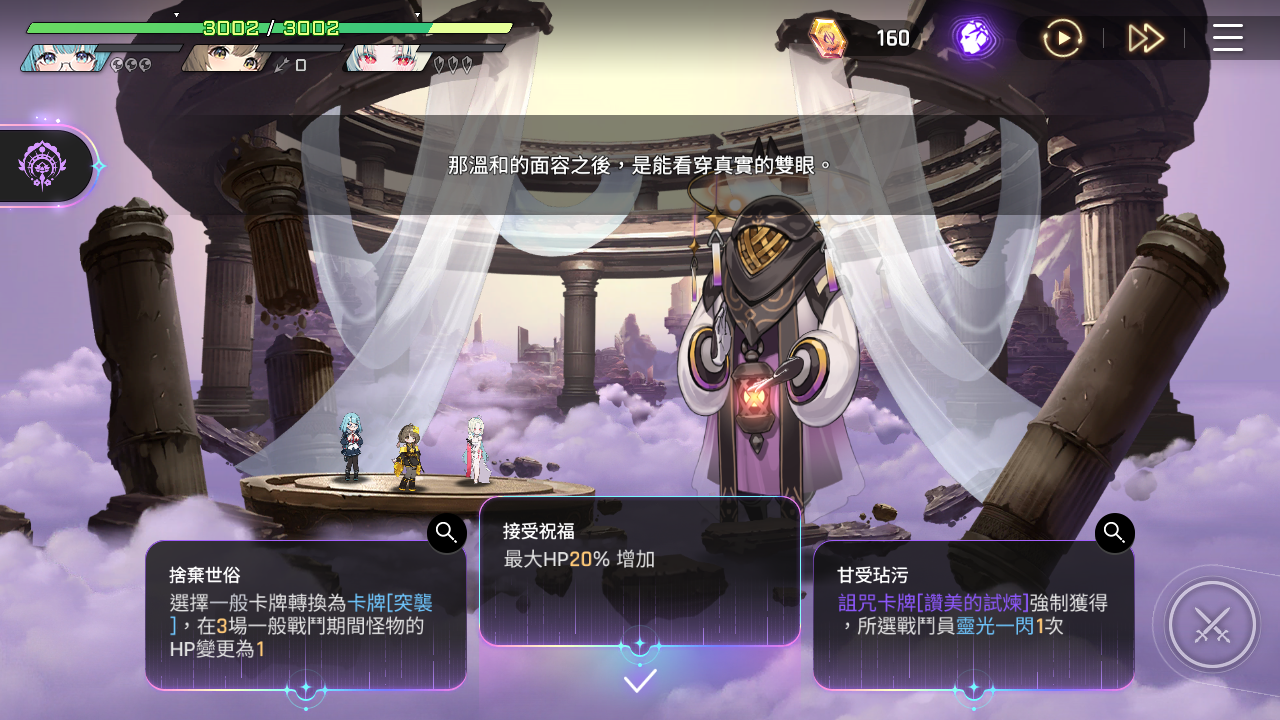 3002 / 3002
160
0
那溫和的面容之後，是能看穿真實的雙眼。
捨棄世俗
選擇一般卡牌轉換為卡牌[突襲
]，在3場一般戰鬥期間怪物的
HP變更為1
接受祝福
最大HP20% 增加
甘受玷污
詛咒卡牌[讚美的試煉]強制獲得
，所選戰鬥員靈光一閃1次